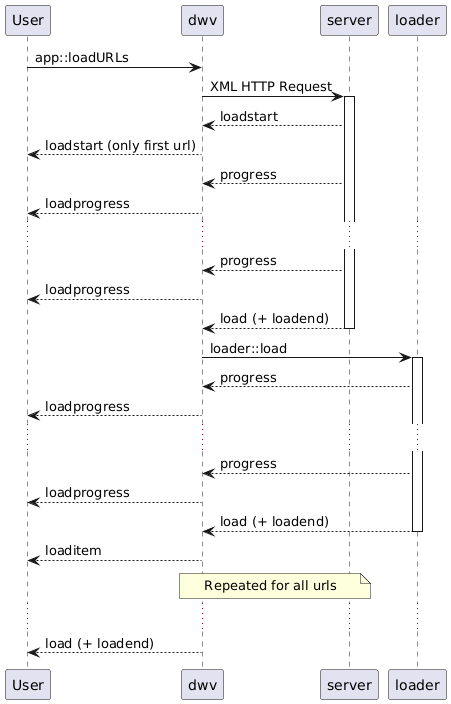 User dwv server loader
app::loadURLs
XML HTTP Request
loadstart
loadstart (only first url)
progress
loadprogress
progress
loadprogress
load (+ loadend)
loader::load
progress
loadprogress
progress
loadprogress
load (+ loadend)
loaditem
Repeated for all urls
load (+ loadend)
User dwv server loader